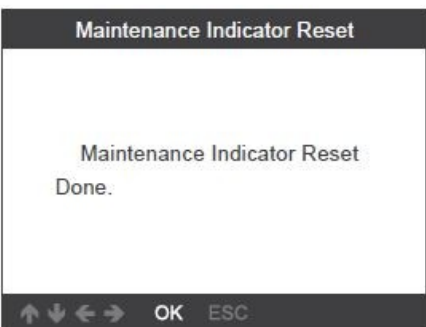 Maintenance Indicator Reset
Maintenance Indicator Reset
Done.
OK ESC